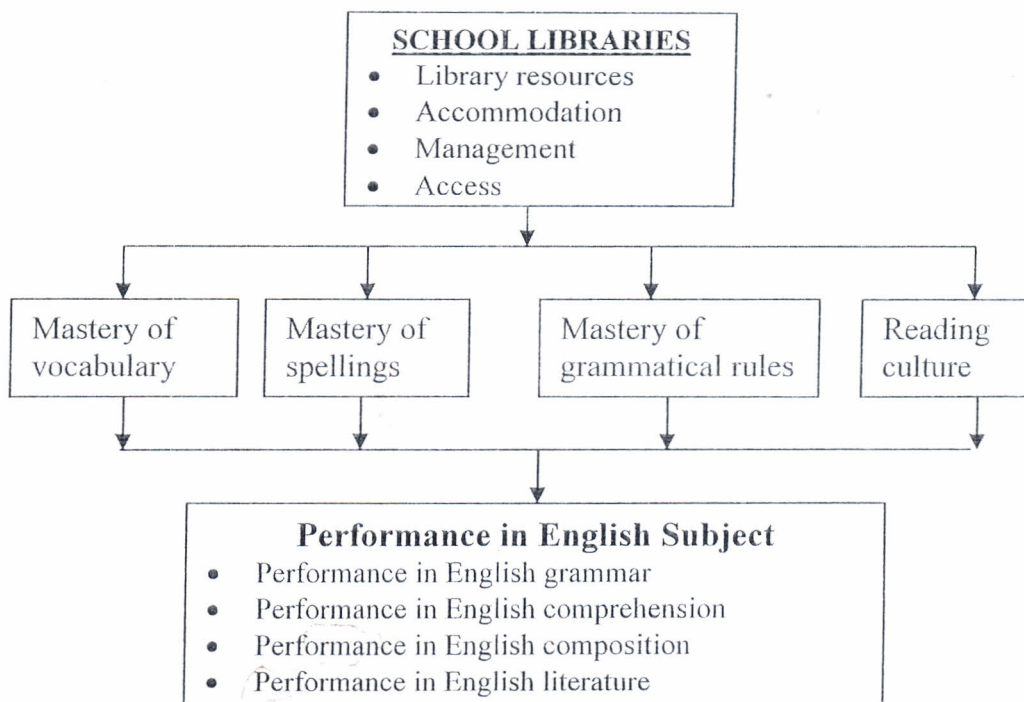 SCHOOL LIBRARIES
• Library resources
• Accommodation
• Management
• Access
Mastery of
vocabulary
Mastery of
spellings
Mastery of
grammatical rules
Reading
culture
Performance in English Subject
• Performance in English grammar
• Performance in English comprehension
• Performance in English composition
• Performance in English literature